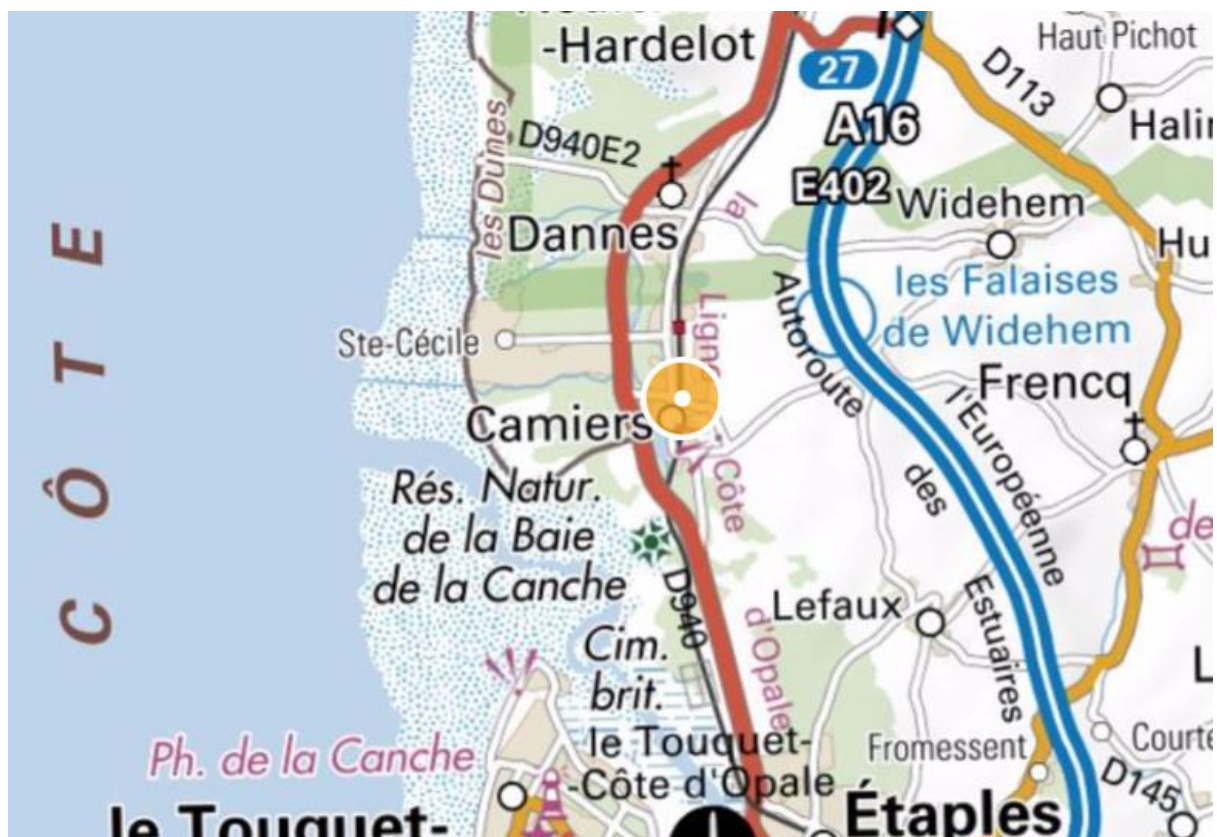 -Hardelot
Haut Pichot
27
D113
A16
Halin
D940E2
E402
Widehem
les Dunes
la
Dannes
Hu
les Falaises
de Widehem
CÔTE
Ste-Cécile
Ligne
Autoroute
Frencq
l'Européenne
Camiers
Côte
des
Rés. Natur.
de la Baie
de la Canche
de
D940
Lefaux
d'Opale
Estuaires
Cim.
brit.
L
Ph. de la Canche
le Touquet-
-Côte d'Opale
Fromessent
Courte
D145
le Touquet-
Étaples